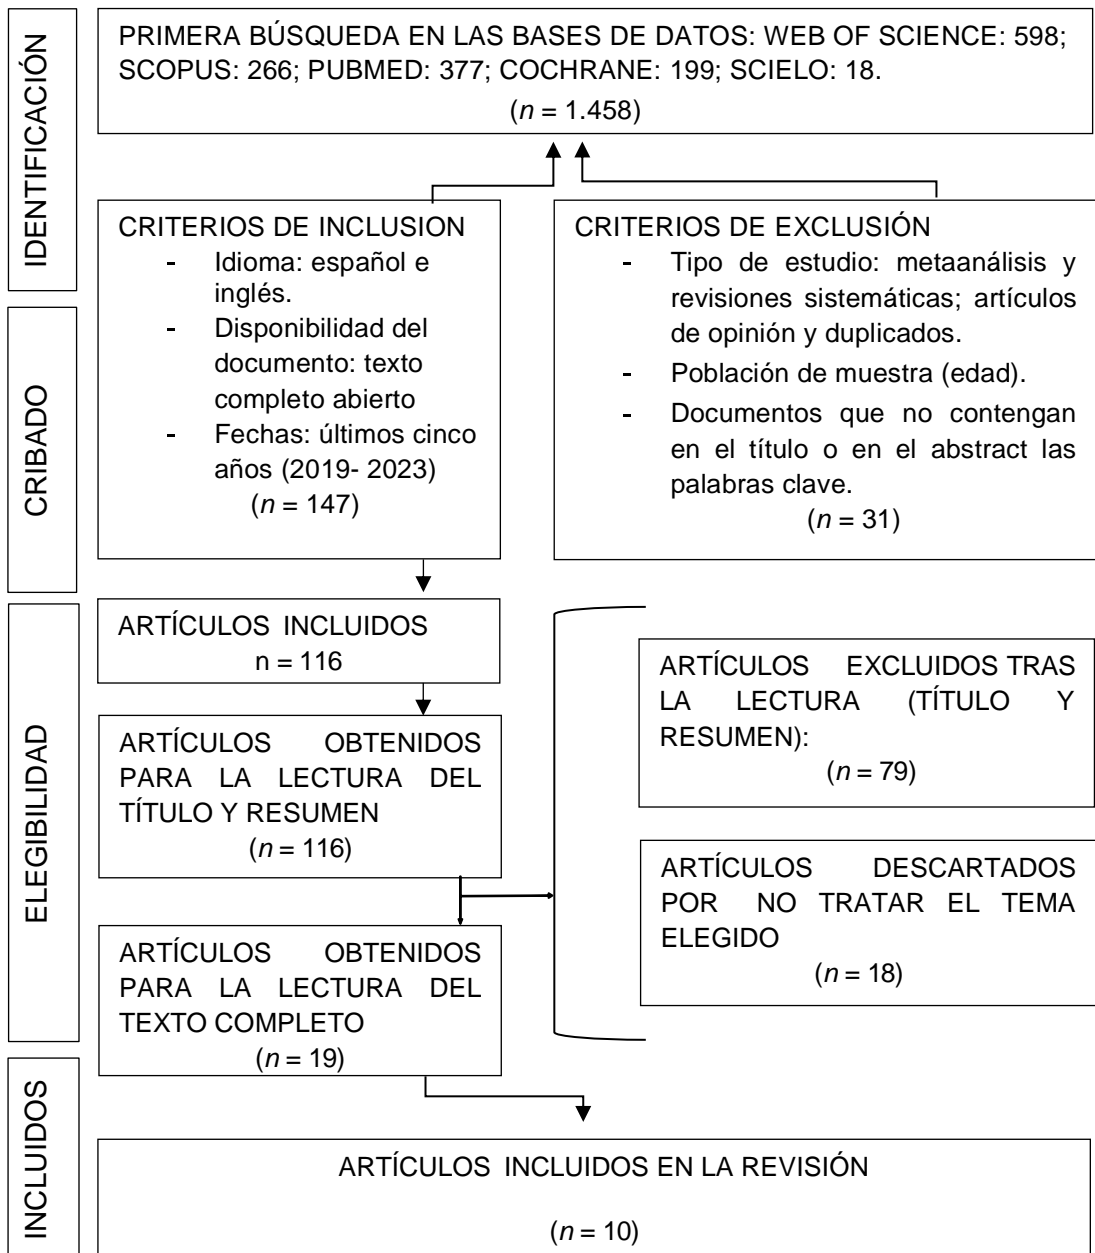 IDENTIFICACIÓN
PRIMERA BÚSQUEDA EN LAS BASES DE DATOS: WEB OF SCIENCE: 598;
SCOPUS: 266; PUBMED: 377; COCHRANE: 199; SCIELO: 18.
(n = 1.458)
CRITERIOS DE INCLUSION
- Idioma: español e
inglés.
- Disponibilidad del
documento: texto
completo abierto
- Fechas: últimos cinco
años (2019- 2023)
(n = 147)
CRITERIOS DE EXCLUSIÓN
- Tipo de estudio: metaanálisis y
revisiones sistemáticas; artículos
de opinión y duplicados.
- Población de muestra (edad).
- Documentos que no contengan
en el título o en el abstract las
palabras clave.
(n = 31)
CRIBADO
ELEGIBILIDAD
ARTÍCULOS INCLUIDOS
n = 116
ARTÍCULOS OBTENIDOS
PARA LA LECTURA DEL
TÍTULO Y RESUMEN
(n = 116)
ARTÍCULOS EXCLUIDOS TRAS
LA LECTURA (TÍTULO Y
RESUMEN):
(n = 79)
ARTÍCULOS DESCARTADOS
POR NO TRATAR EL TEMA
ELEGIDO
(n = 18)
ARTÍCULOS OBTENIDOS
PARA LA LECTURA DEL
TEXTO COMPLETO
(n = 19)
INCLUIDOS
ARTÍCULOS INCLUIDOS EN LA REVISIÓN
(n = 10)